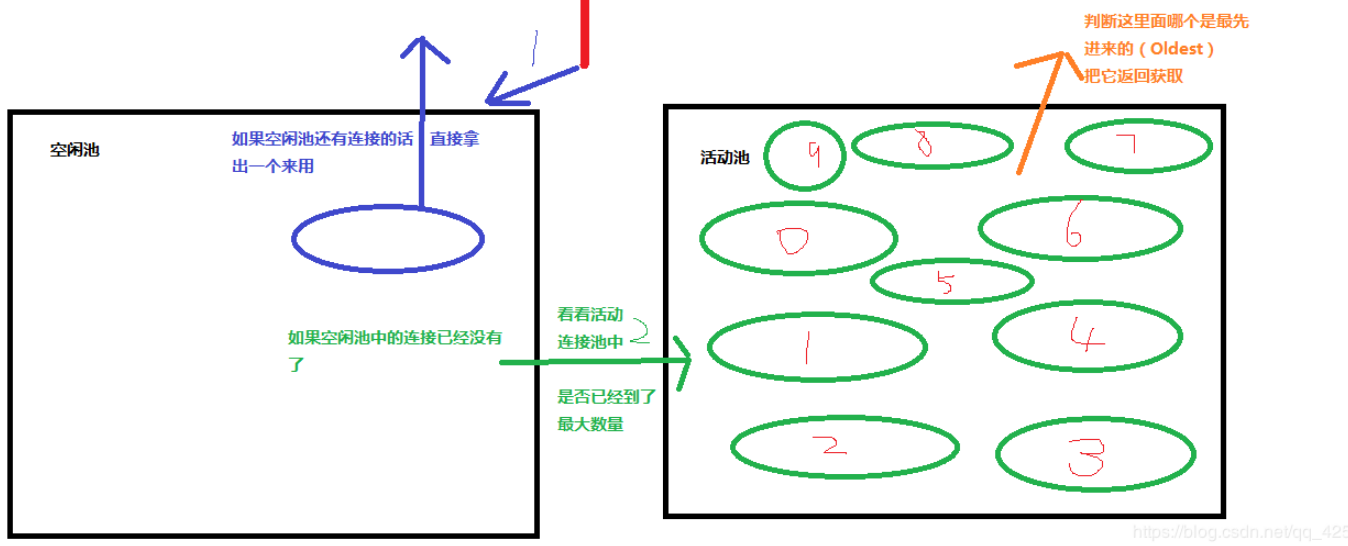 判断这里面哪个是最先
进来的（Oldest）
把它返回获取
1
空闲池
如果空闲池还有连接的话 直接拿
出一个来用
如果空闲池中的连接已经没有
了
看看活动
连接池中 2
是否已经到了
最大数量
活动池
9 8 7
0 6
5
1 4
2 3
https://blog.csdn.net/qq_425